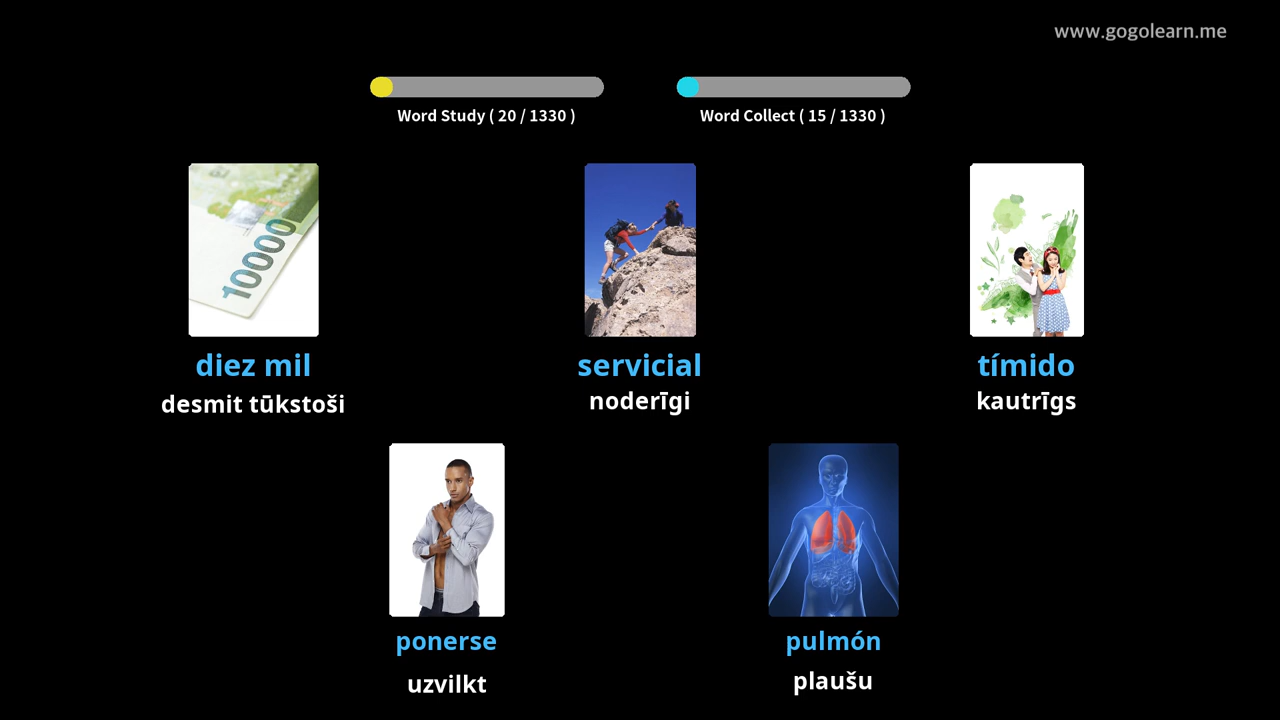 www.gogolearn.me
Word Study ( 20 / 1330 )
Word Collect ( 15 / 1330 )
10000
diez mil
desmit tūkstoši
servicial
noderīgi
tímido
kautrīgs
ponerse
uzvilkt
pulmón
plaušu